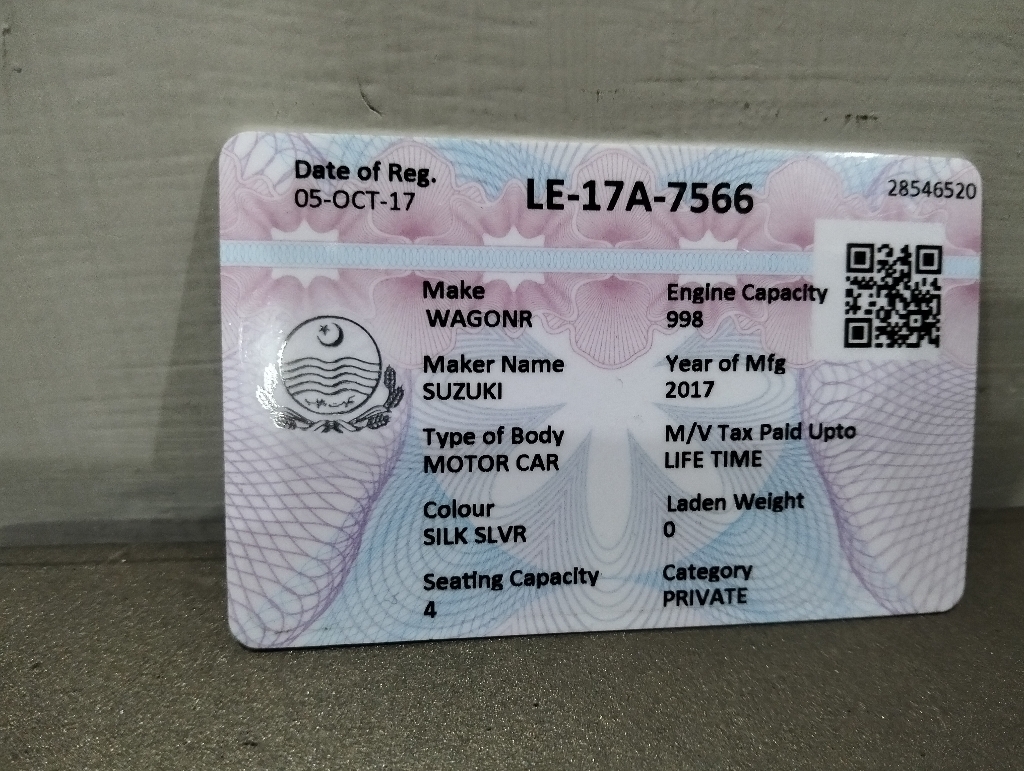 Date of Reg.
05-OCT-17
LE-17A-7566
28546520
Make
WAGONR
Engine Capacity
998
Maker Name
SUZUKI
Year of Mfg
2017
Type of Body
MOTOR CAR
M/V Tax Paid Upto
LIFE TIME
Colour
SILK SLVR
Laden Weight
0
Seating Capacity
4
Category
PRIVATE